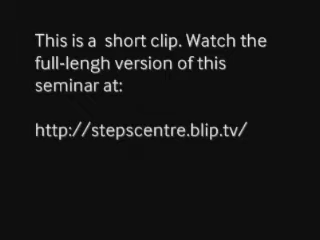 This is a  short clip. Watch the
full-lengh version of this
seminar at:
http://stepscentre.blip.tv/